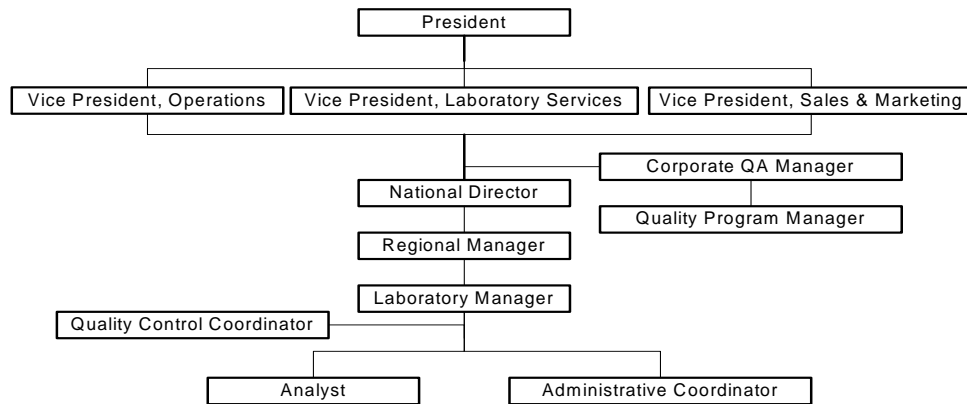 President
Vice President, Operations
Vice President, Laboratory Services
Vice President, Sales & Marketing
Corporate QA Manager
National Director
Quality Program Manager
Regional Manager
Laboratory Manager
Quality Control Coordinator
Analyst
Administrative Coordinator